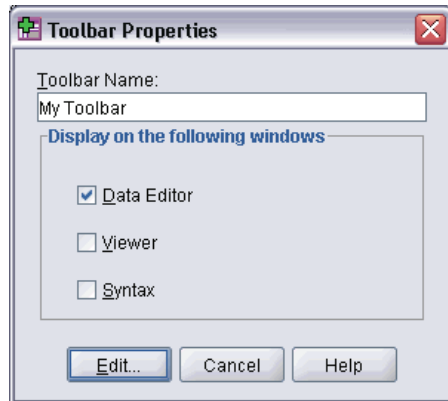 Toolbar Properties
Toolbar Name:
My Toolbar
Display on the following windows
Data Editor
Viewer
Syntax
Edit... Cancel Help